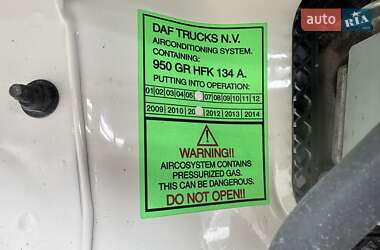 auto RIA
DAF TRUCKS N.V.
AIRCONDITIONING SYSTEM.
CONTAINING:
950 GR HFK 134 A.
PUTTING INTO OPERATION:
01 02 03 04 05 07 08 09 10 11 12
2009 2010 20 2012 2013 2014
WARNING!!
AIRCOSYSTEM CONTAINS
PRESSURIZED GAS.
THIS CAN BE DANGEROUS.
DO NOT OPEN!!